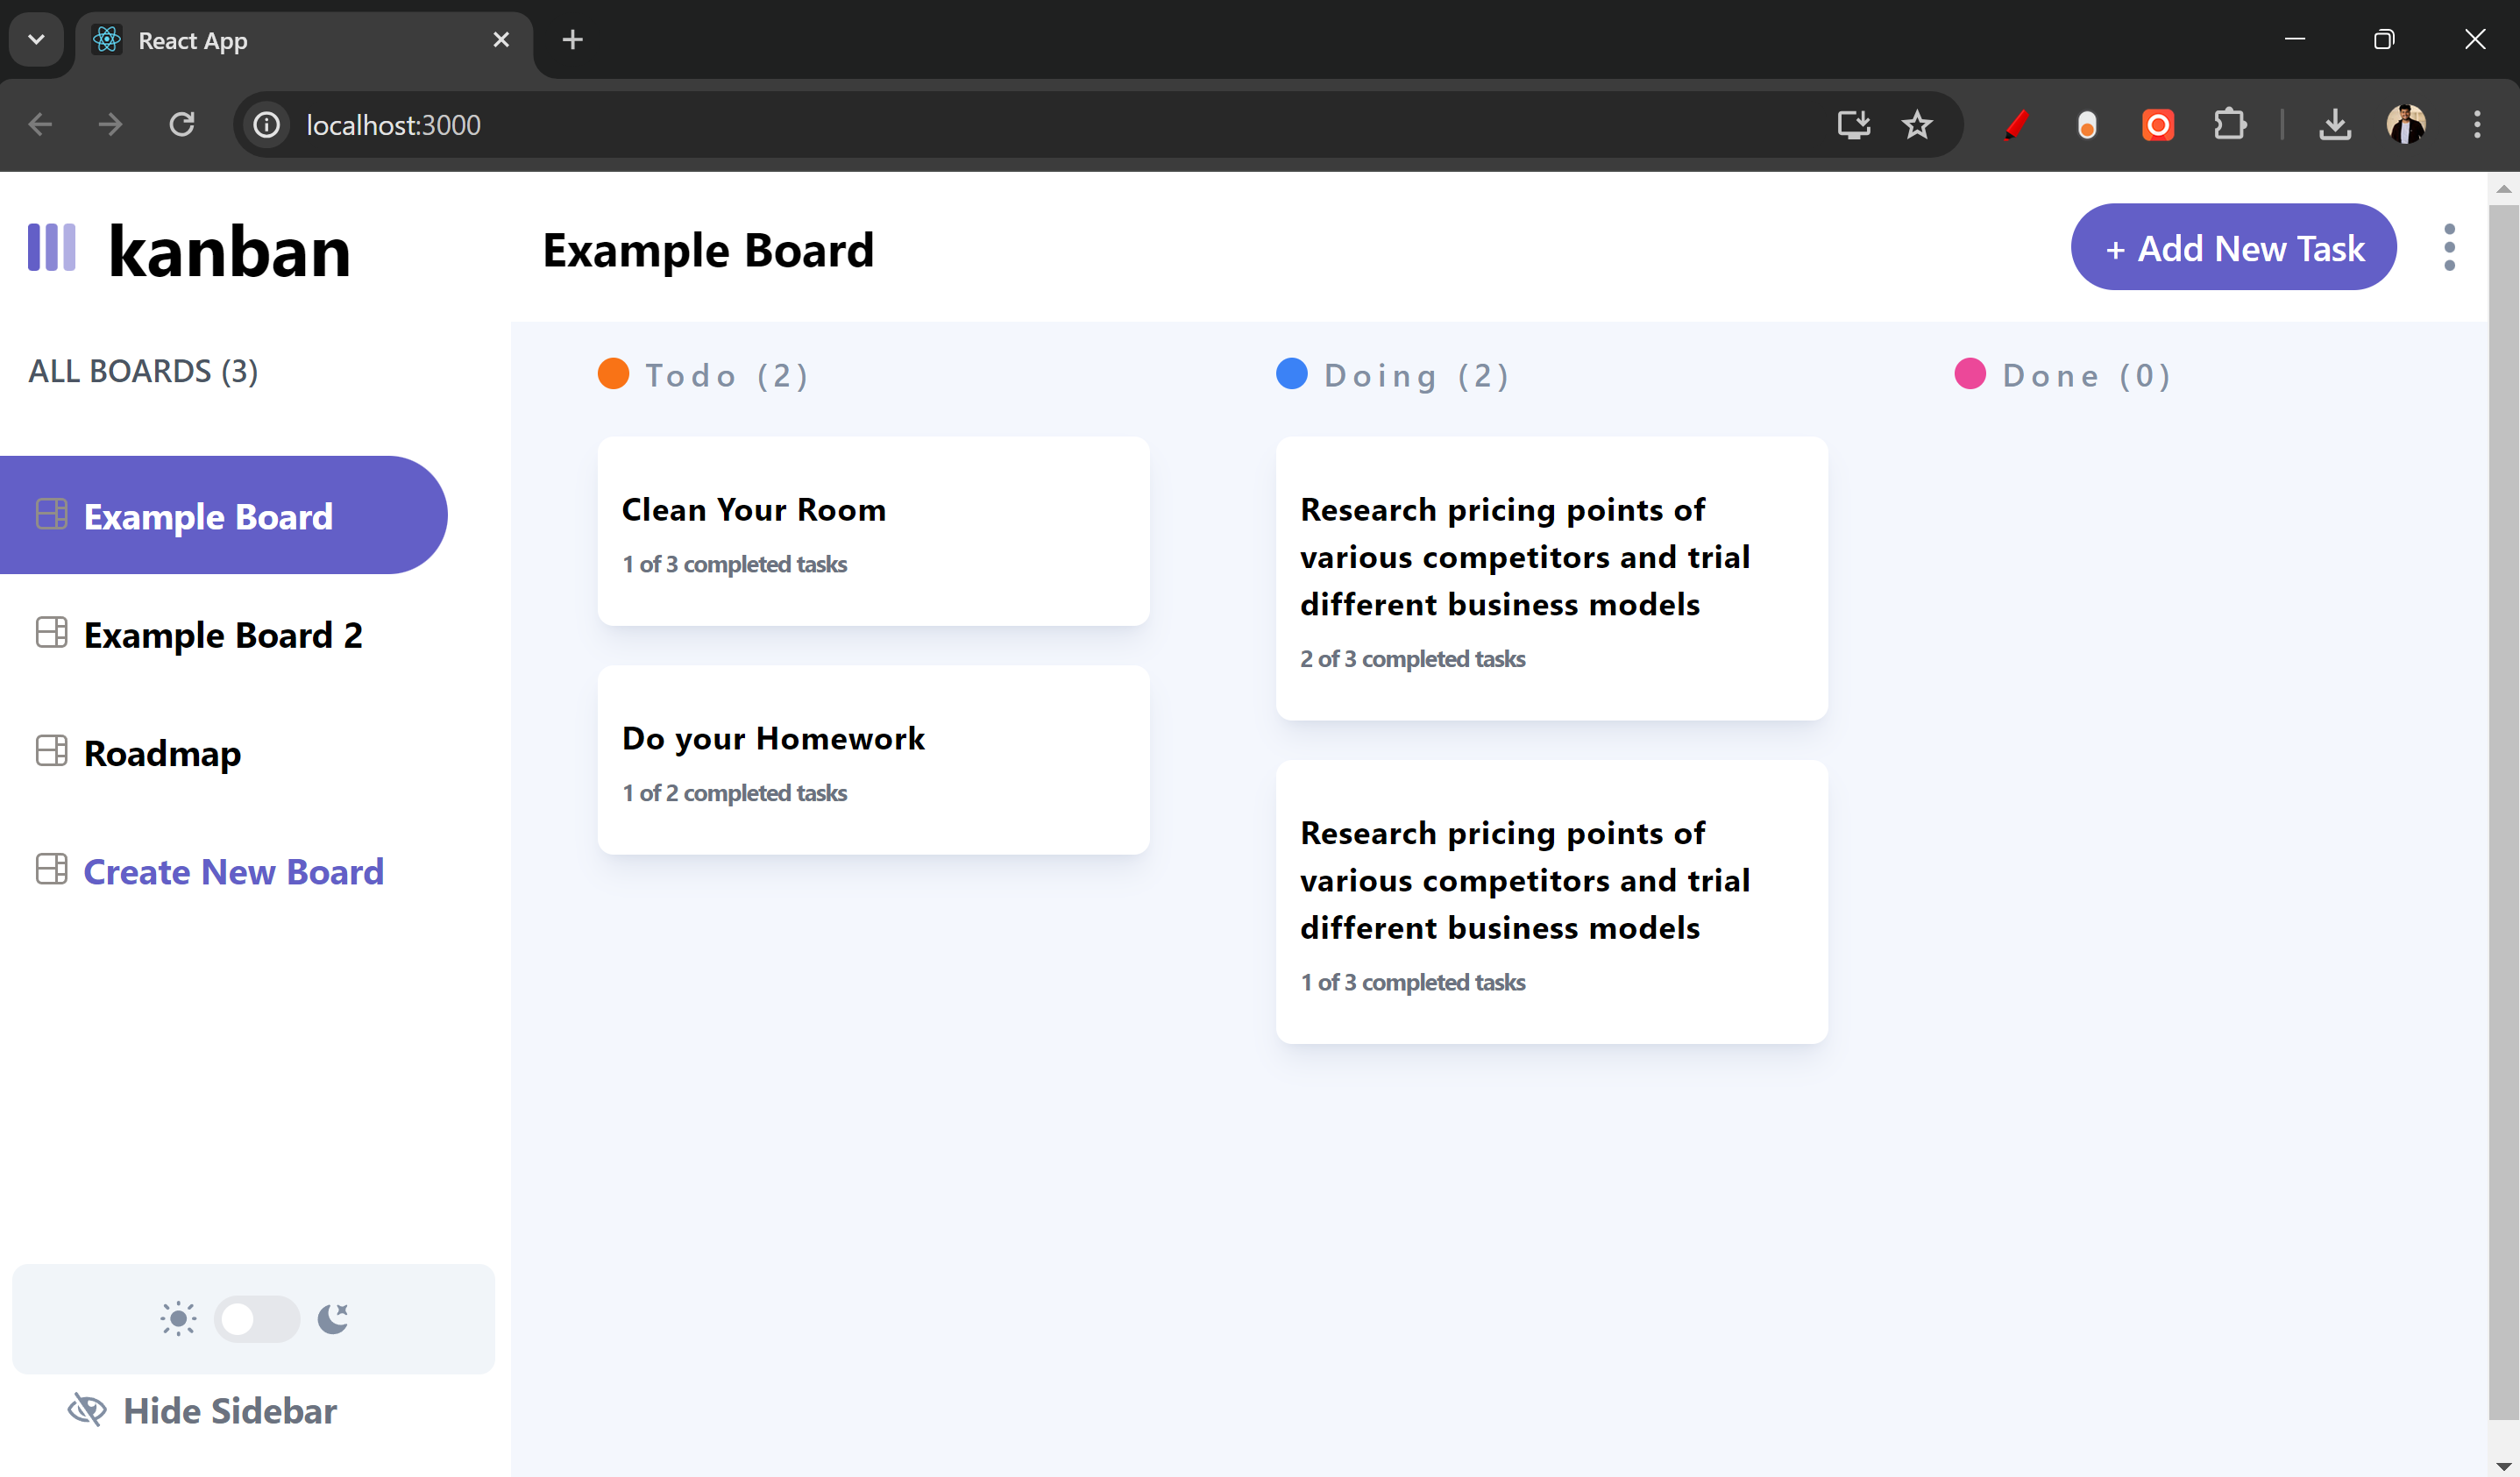 React App
localhost:3000
kanban
Example Board
+ Add New Task
ALL BOARDS (3)
Example Board
Example Board 2
Roadmap
Create New Board
Hide Sidebar
Todo (2)
Clean Your Room
1 of 3 completed tasks
Do your Homework
1 of 2 completed tasks
Doing (2)
Research pricing points of
various competitors and trial
different business models
2 of 3 completed tasks
Research pricing points of
various competitors and trial
different business models
1 of 3 completed tasks
Done (0)